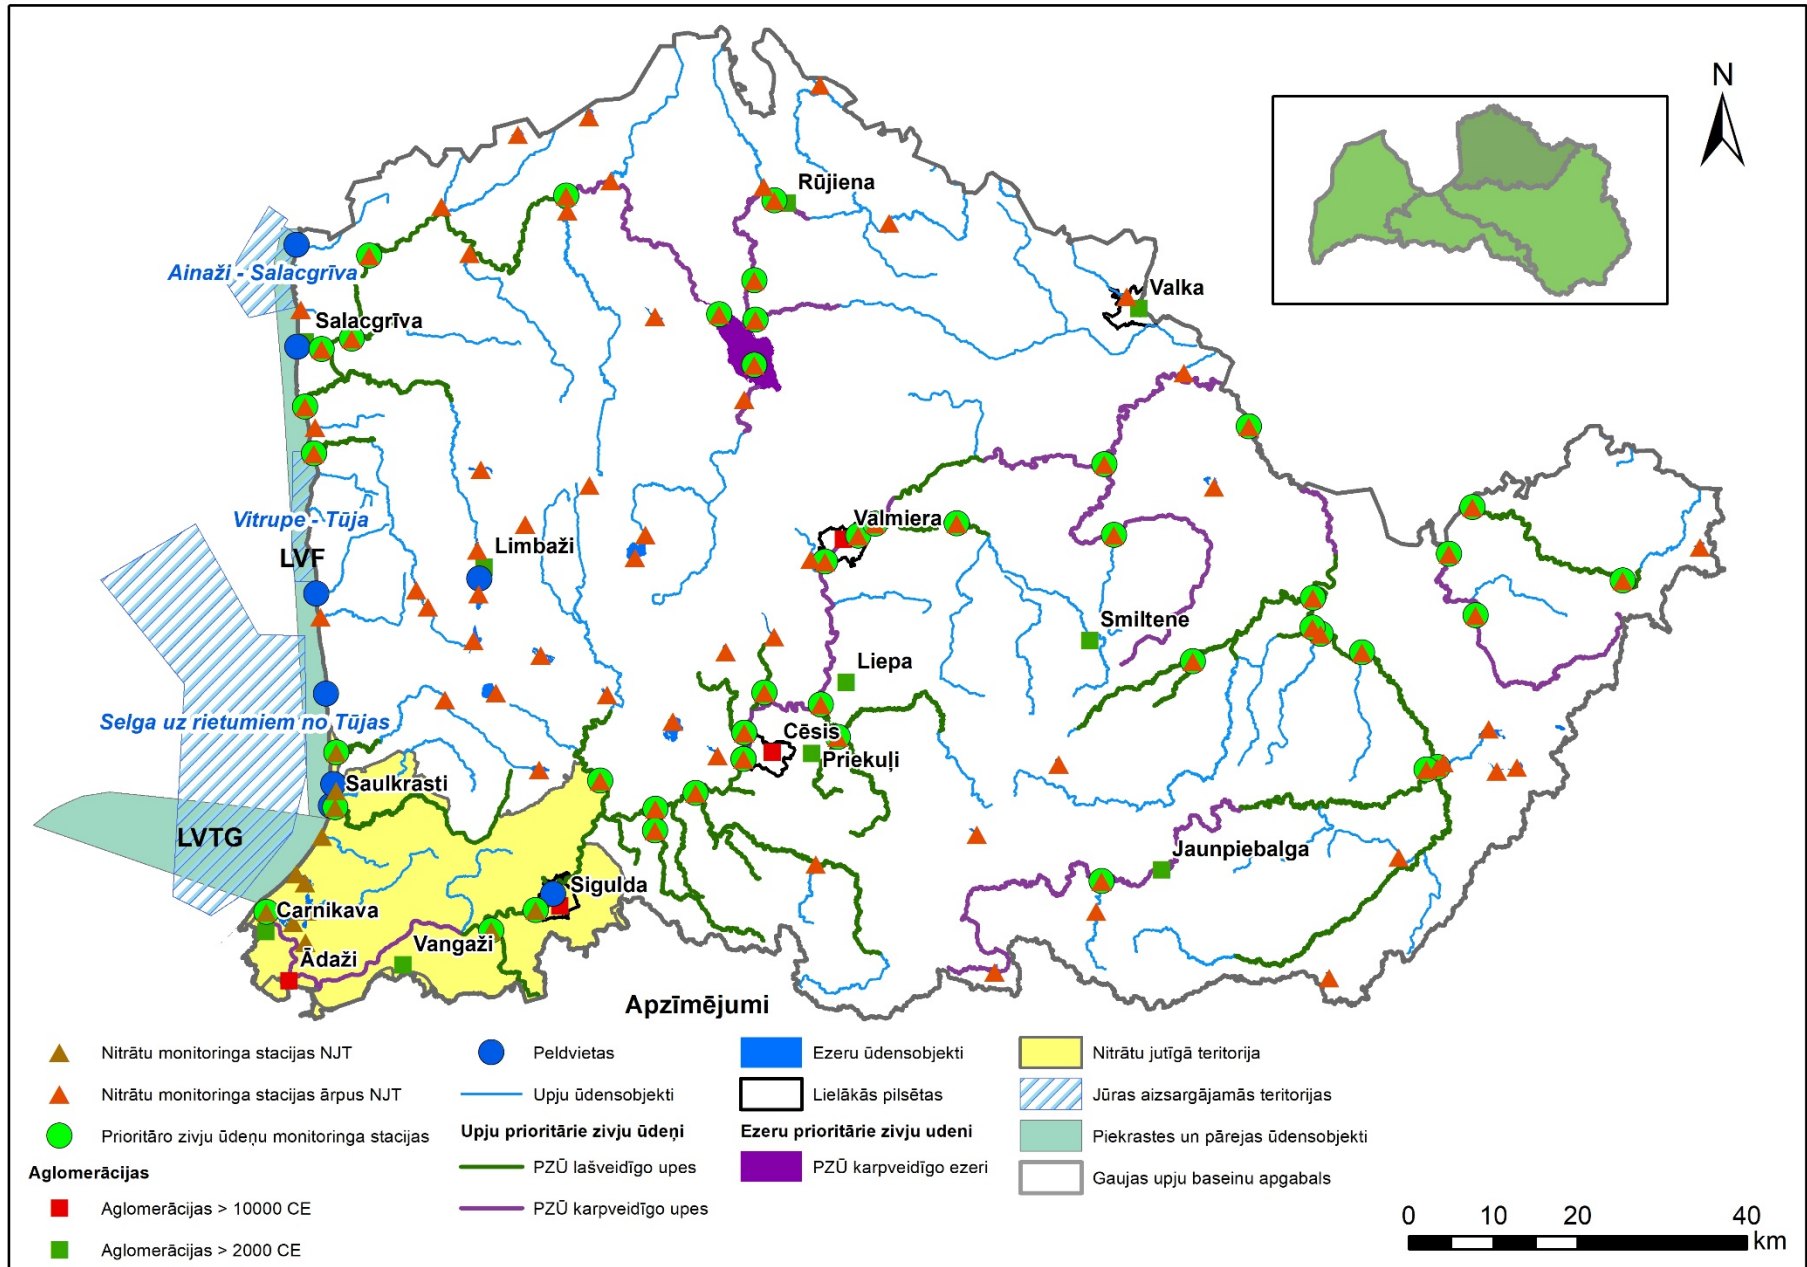 N
Rūjiena
Ainaži - Salacgrīva
Valka
Salacgrīva
Vitrupe - Tūja
Valmiera
LVF
Limbaži
Smiltene
Liepa
Selga uz rietumiem no Tūjas
Cēsis
Priekuļi
Saulkrasti
LVTG
Jaunpiebalga
Sigulda
Carnikava
Vangaži
Ādaži
Apzīmējumi
Nitrātu monitoringa stacijas NJT
Nitrātu monitoringa stacijas ārpus NJT
Prioritāro zivju ūdeņu monitoringa stacijas
Aglomerācijas
Aglomerācijas > 10000 CE
Aglomerācijas > 2000 CE
Peldvietas
Upju ūdensobjekti
Upju prioritārie zivju ūdeņi
PZŪ lašveidīgo upes
PZŪ karpveidīgo upes
Ezeru ūdensobjekti
Lielākās pilsētas
Ezeru prioritārie zivju udeni
PZŪ karpveidīgo ezeri
Nitrātu jutīgā teritorija
Jūras aizsargājamās teritorijas
Piekrastes un pārejas ūdensobjekti
Gaujas upju baseinu apgabals
0 10 20 40
km